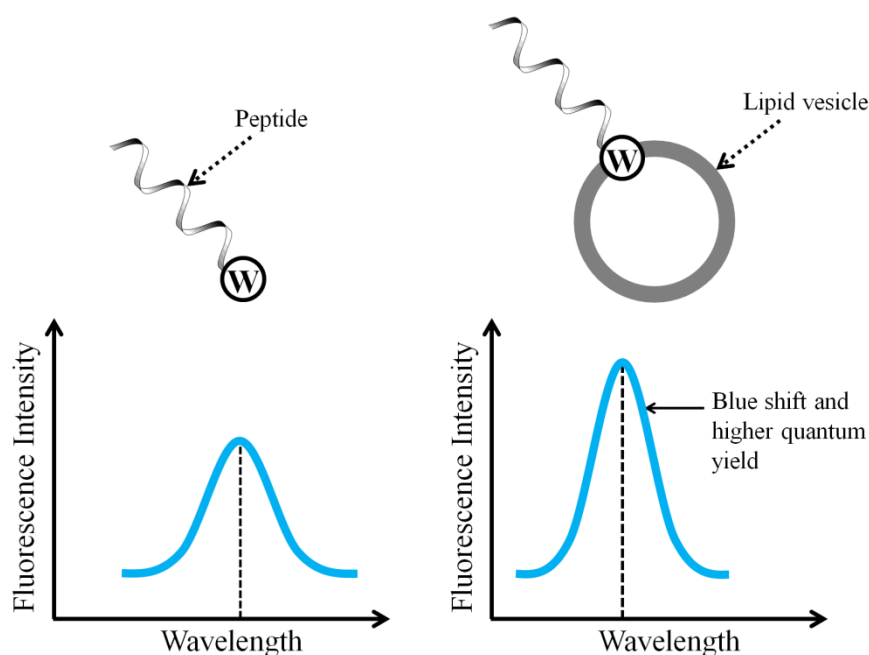 Peptide
W
Lipid vesicle
W
Fluorescence Intensity
Wavelength
Fluorescence Intensity
Wavelength
Blue shift and
higher quantum
yield